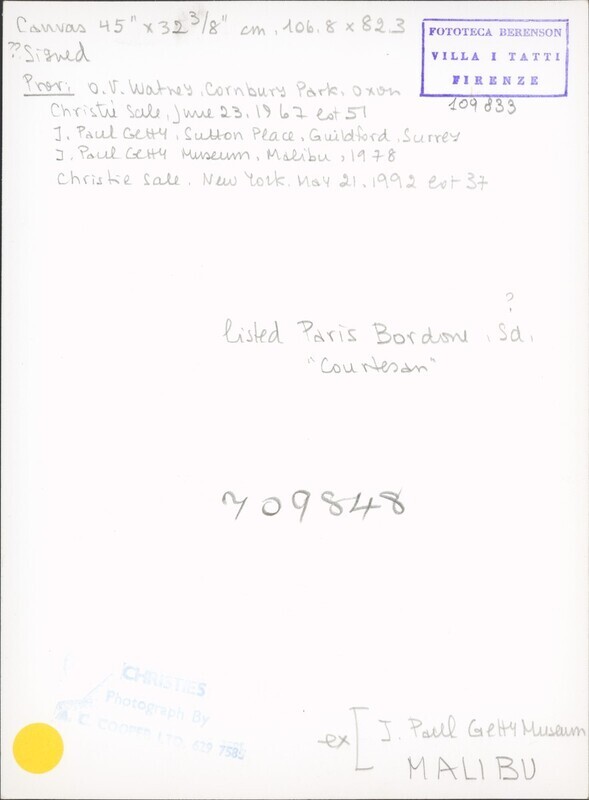 Canvas 45" x 32 3/8" cm, 106.8 x 82.3
? Signed
Prov: O.V. Watney, Cornbury Park, Oxon
Christie Sale, June 23, 1967 lot 51
J. Paul Getty, Sutton Place, Guildford, Surrey
J. Paul Getty Museum, Malibu, 1978
Christie Sale, New York, May 21, 1992 lot 37
FOTOTECA BERENSON
VILLA I TATTI
FIRENZE
109833
?
listed Paris Bordone, Sd.
"Courtesan"
709848
CHRISTIES
Photograph By
A. C. COOPER LTD. 629 7585
ex [ J. Paul Getty Museum
MALIBU